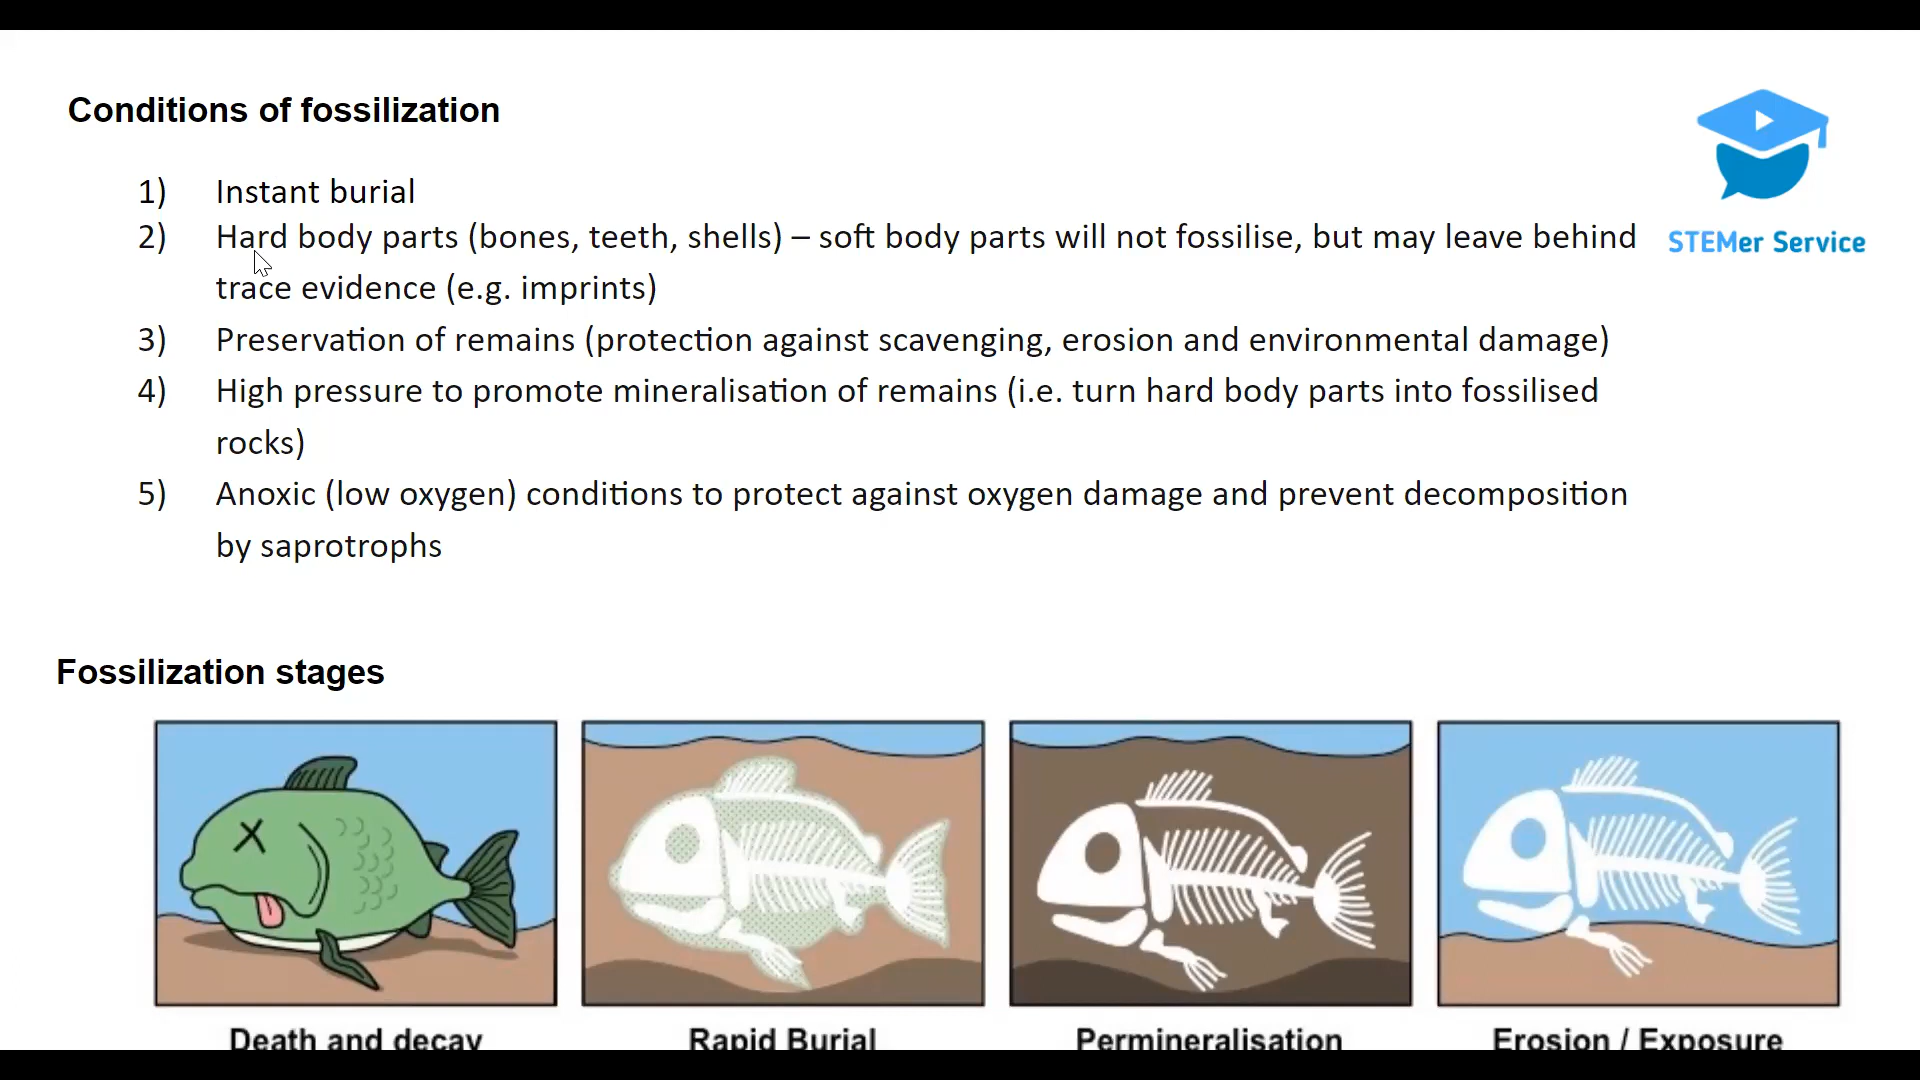 Conditions of fossilization
1) Instant burial
2) Hard body parts (bones, teeth, shells) – soft body parts will not fossilise, but may leave behind
trace evidence (e.g. imprints)
3) Preservation of remains (protection against scavenging, erosion and environmental damage)
4) High pressure to promote mineralisation of remains (i.e. turn hard body parts into fossilised
rocks)
5) Anoxic (low oxygen) conditions to protect against oxygen damage and prevent decomposition
by saprotrophs
STEMer Service
Fossilization stages
Death and decay
Rapid Burial
Permineralisation
Erosion / Exposure